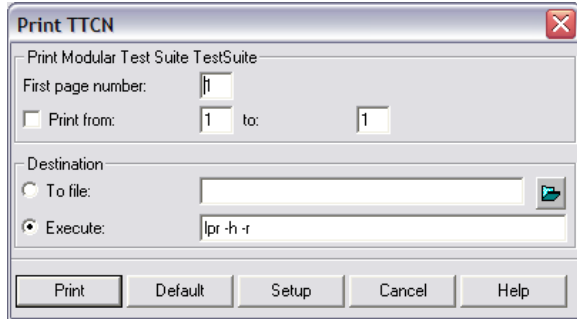 Print TTCN
Print Modular Test Suite TestSuite
First page number: 1
Print from: 1 to: 1
Destination
To file:
Execute: lpr -h -r
Print Default Setup Cancel Help